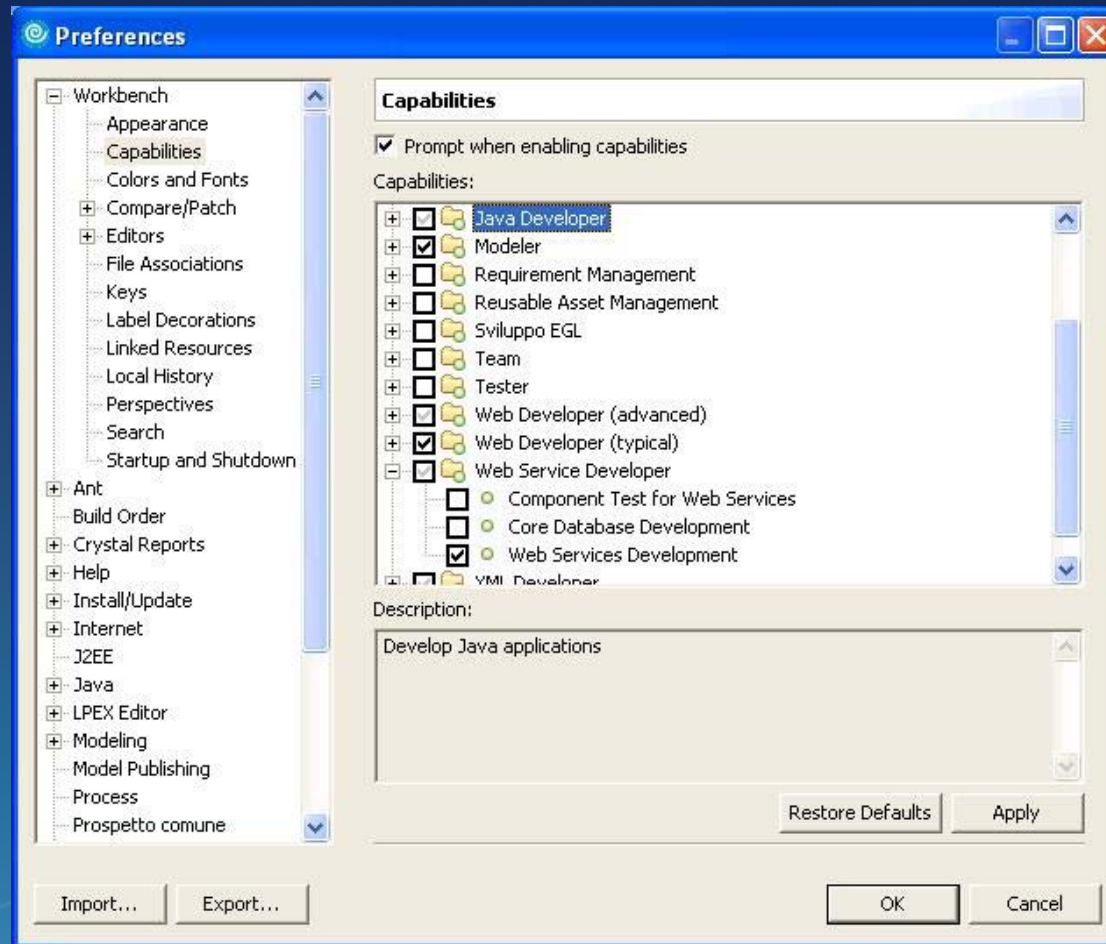 Preferences
Workbench
Appearance
Capabilities
Colors and Fonts
Compare/Patch
Editors
File Associations
Keys
Label Decorations
Linked Resources
Local History
Perspectives
Search
Startup and Shutdown
Ant
Build Order
Crystal Reports
Help
Install/Update
Internet
J2EE
Java
LPEX Editor
Modeling
Model Publishing
Process
Prospetto comune
Capabilities
Prompt when enabling capabilities
Capabilities:
Java Developer
Modeler
Requirement Management
Reusable Asset Management
Sviluppo EGL
Team
Tester
Web Developer (advanced)
Web Developer (typical)
Web Service Developer
Component Test for Web Services
Core Database Development
Web Services Development
XML Developer
Description:
Develop Java applications
Restore Defaults
Apply
Import...
Export...
OK
Cancel